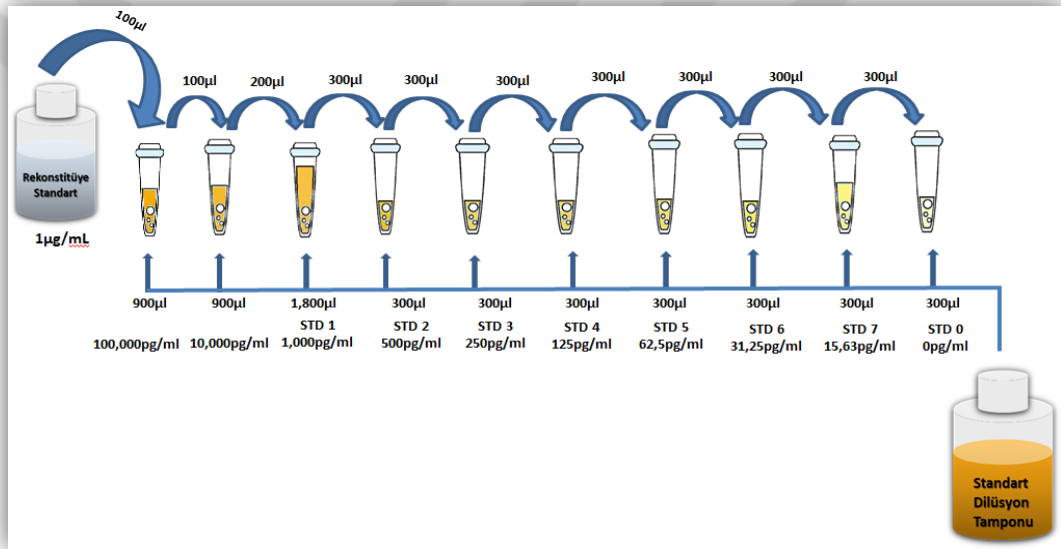 100µl
100µl 200µl 300µl 300µl 300µl 300µl 300µl 300µl 300µl
Rekonstitüye
Standart
1µg/mL
900µl 900µl 1,800µl 300µl 300µl 300µl 300µl 300µl 300µl 300µl
STD 1 STD 2 STD 3 STD 4 STD 5 STD 6 STD 7 STD 0
100,000pg/ml 10,000pg/ml 1,000pg/ml 500pg/ml 250pg/ml 125pg/ml 62,5pg/ml 31,25pg/ml 15,63pg/ml 0pg/ml
Standart
Dilüsyon
Tamponu